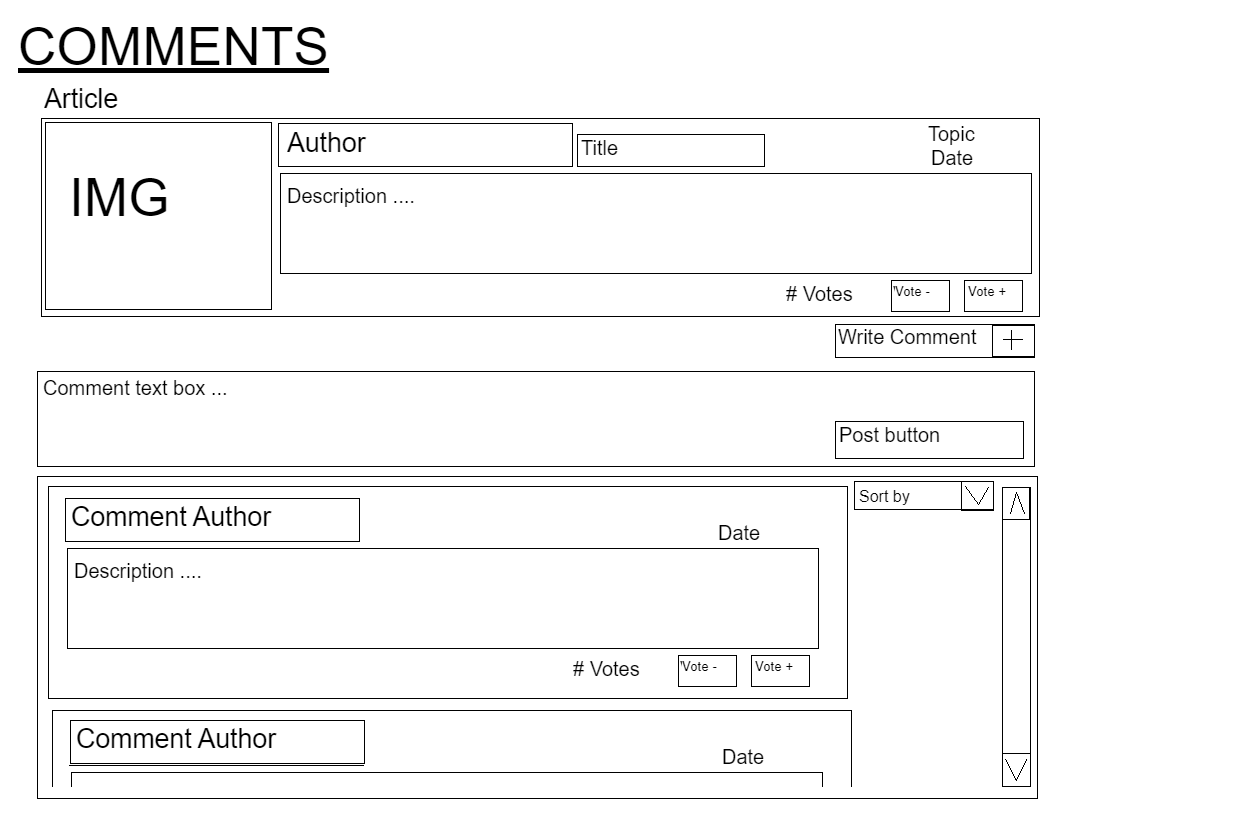 COMMENTS
Article
IMG
Author
Title
Topic
Date
Description ....
# Votes
'Vote -
Vote +
Write Comment
Comment text box ...
Post button
Comment Author
Date
Sort by
Description ....
# Votes
'Vote -
Vote +
Comment Author
Date